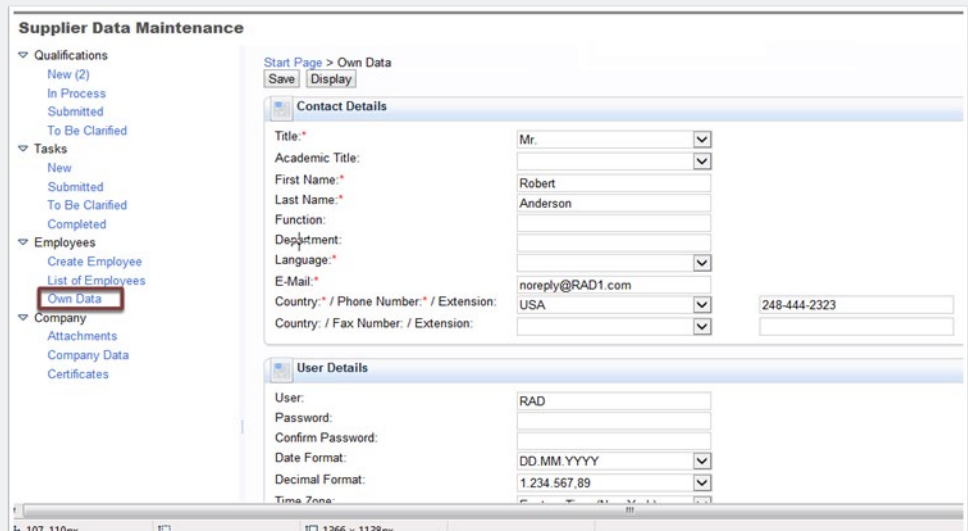 Supplier Data Maintenance
Qualifications
New (2)
In Process
Submitted
To Be Clarified
Tasks
New
Submitted
To Be Clarified
Completed
Employees
Create Employee
List of Employees
Own Data
Company
Attachments
Company Data
Certificates
Start Page > Own Data
Save Display
Contact Details
Title:* Mr.
Academic Title:
First Name:* Robert
Last Name:* Anderson
Function:
Department:
Language:*
E-Mail:* noreply@RAD1.com
Country:* / Phone Number:* / Extension: USA 248-444-2323
Country: / Fax Number: / Extension:
User Details
User: RAD
Password:
Confirm Password:
Date Format: DD.MM.YYYY
Decimal Format: 1.234.567,89
Time Zone:
107, 110px 1366 × 1138px